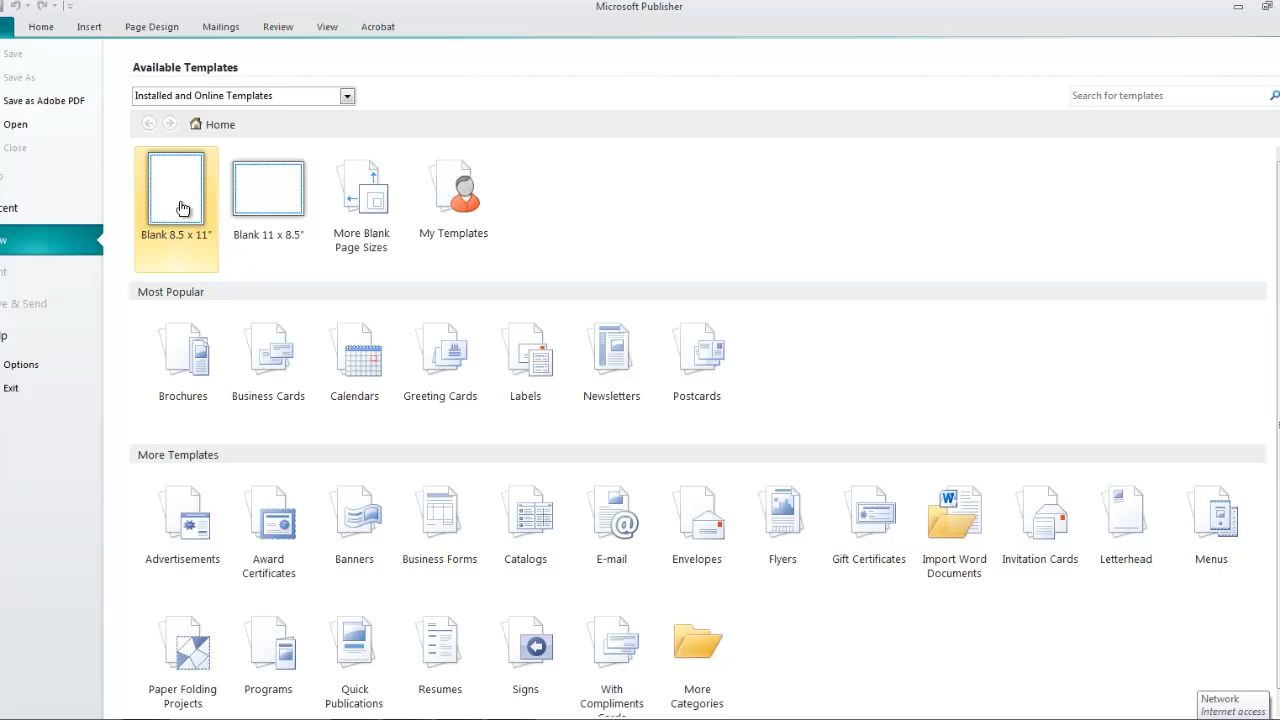 Microsoft Publisher
Home Insert Page Design Mailings Review View Acrobat
Save
Save As
Save as Adobe PDF
Open
Close
cent
w
nt
ve & Send
lp
Options
Exit
Available Templates
Installed and Online Templates
Search for templates
Home
Blank 8.5 x 11"
Blank 11 x 8.5"
More Blank
Page Sizes
My Templates
Most Popular
Brochures
Business Cards
Calendars
Greeting Cards
Labels
Newsletters
Postcards
More Templates
Advertisements
Award
Certificates
Banners
Business Forms
Catalogs
E-mail
Envelopes
Flyers
Gift Certificates
Import Word
Documents
Invitation Cards
Letterhead
Menus
Paper Folding
Projects
Programs
Quick
Publications
Resumes
Signs
With
Compliments
Cards
More
Categories
Network
Internet access